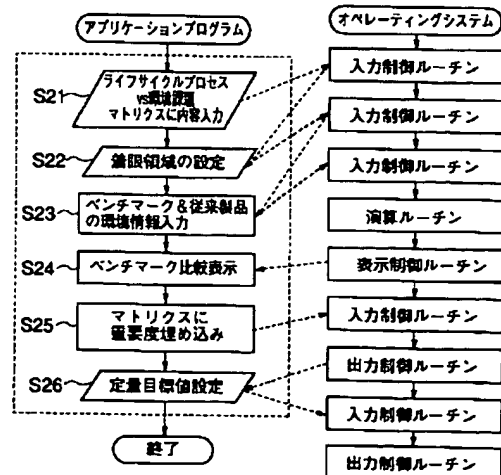 アプリケーションプログラム
S21
ライフサイクルプロセス
vs環境設置
マトリクスに内容入力
S22
着眼領域の設定
S23
ベンチマーク&従来製品
の環境情報入力
S24
ベンチマーク比較表示
S25
マトリクスに
重要度埋め込み
S26
定量目標値設定
終了
オペレーティングシステム
入力制御ルーチン
入力制御ルーチン
入力制御ルーチン
演算ルーチン
表示制御ルーチン
入力制御ルーチン
出力制御ルーチン
入力制御ルーチン
出力制御ルーチン